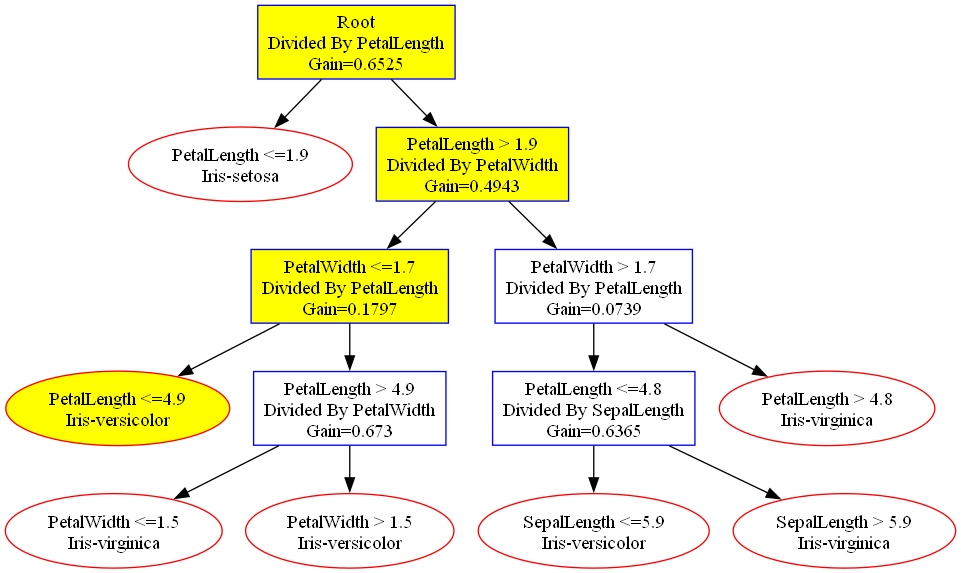 Root
Divided By PetalLength
Gain=0.6525
PetalLength <=1.9
Iris-setosa
PetalLength > 1.9
Divided By PetalWidth
Gain=0.4943
PetalWidth <=1.7
Divided By PetalLength
Gain=0.1797
PetalWidth > 1.7
Divided By PetalLength
Gain=0.0739
PetalLength <=4.9
Iris-versicolor
PetalLength > 4.9
Divided By PetalWidth
Gain=0.673
PetalLength <=4.8
Divided By SepalLength
Gain=0.6365
PetalLength > 4.8
Iris-virginica
PetalWidth <=1.5
Iris-virginica
PetalWidth > 1.5
Iris-versicolor
SepalLength <=5.9
Iris-versicolor
SepalLength > 5.9
Iris-virginica